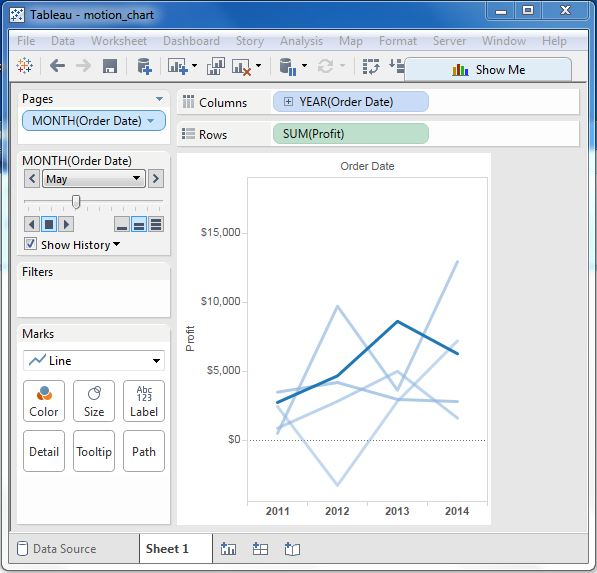 Tableau - motion_chart
File Data Worksheet Dashboard Story Analysis Map Format Server Window Help
Show Me
Pages
MONTH(Order Date)
Columns
YEAR(Order Date)
Rows
SUM(Profit)
MONTH(Order Date)
May
Show History
Filters
Marks
Line
Color
Size
Abc
123
Label
Detail
Tooltip
Path
Order Date
$15,000
$10,000
$5,000
$0
Profit
2011 2012 2013 2014
Data Source
Sheet 1